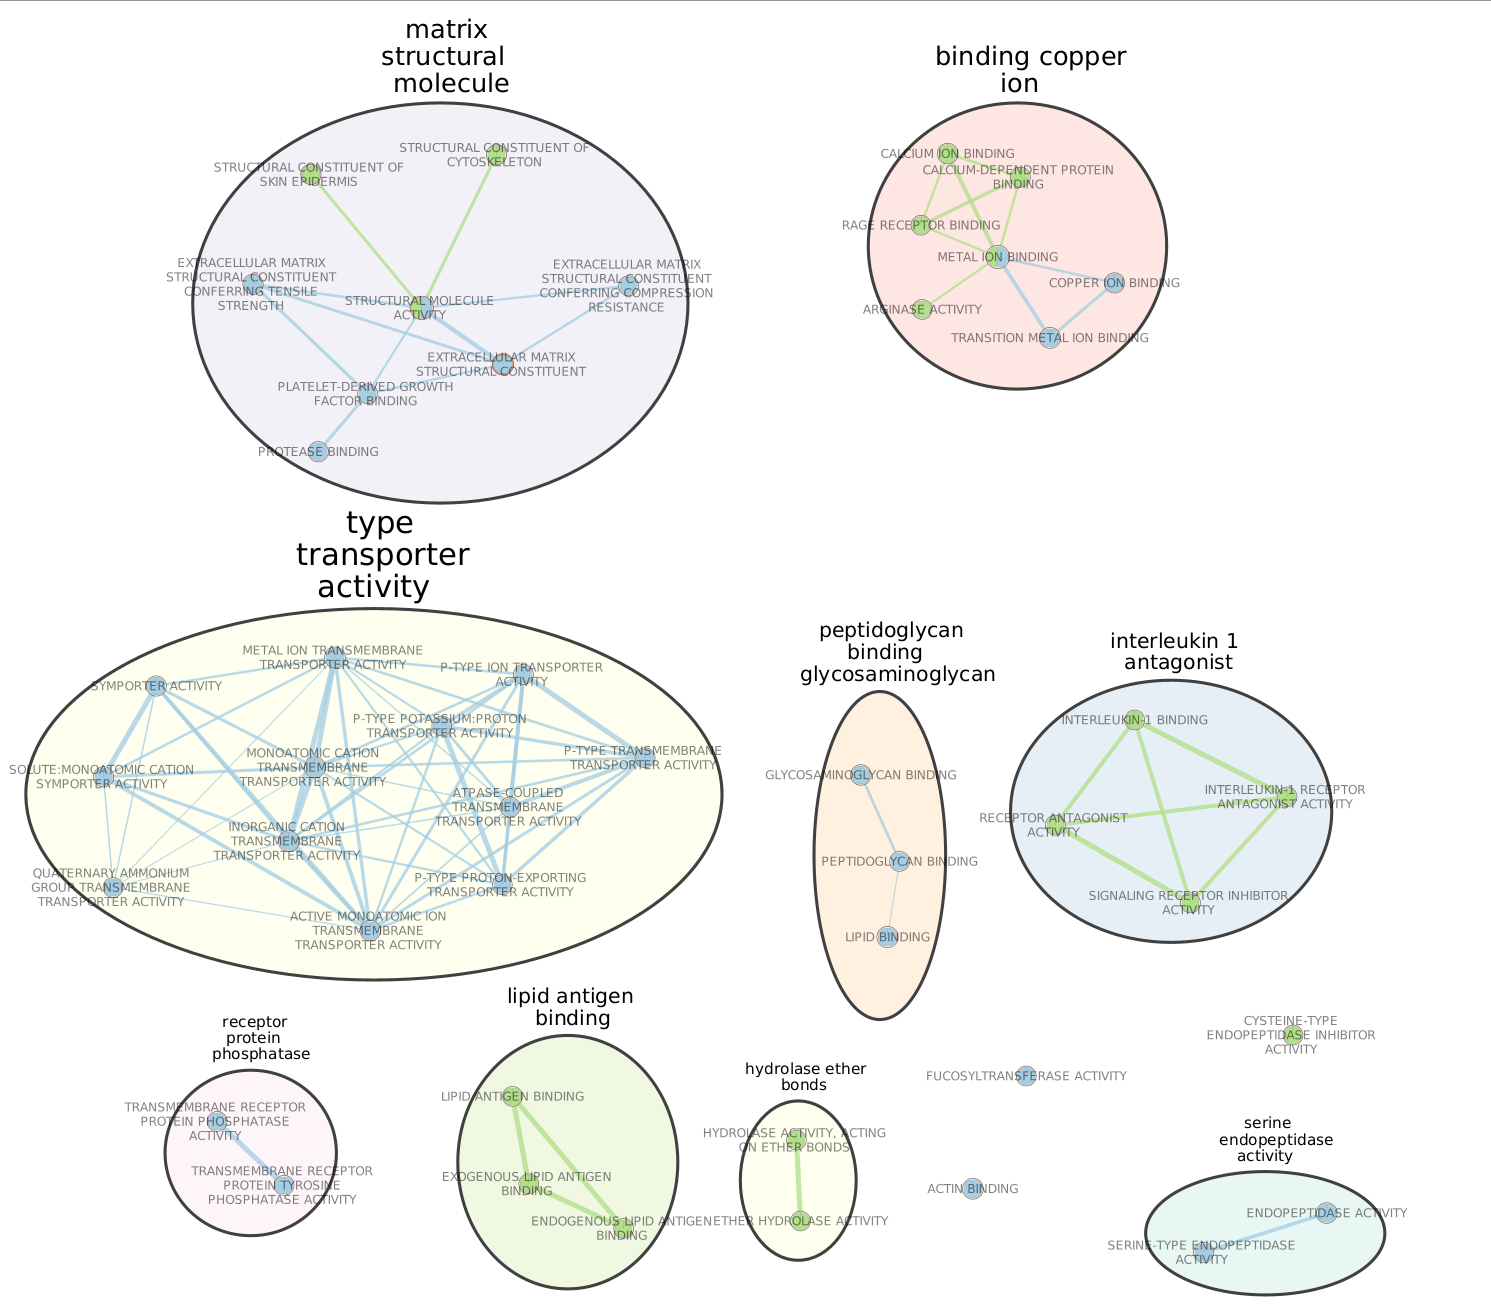 matrix
structural
molecule
STRUCTURAL CONSTITUENT OF
SKIN EPIDERMIS
STRUCTURAL CONSTITUENT OF
CYTOSKELETON
EXTRACELLULAR MATRIX
STRUCTURAL CONSTITUENT
CONFERRING TENSILE
STRENGTH
EXTRACELLULAR MATRIX
STRUCTURAL CONSTITUENT
CONFERRING COMPRESSION
RESISTANCE
STRUCTURAL MOLECULE
ACTIVITY
EXTRACELLULAR MATRIX
STRUCTURAL CONSTITUENT
PLATELET-DERIVED GROWTH
FACTOR BINDING
PROTEASE BINDING
binding copper
ion
CALCIUM ION BINDING
CALCIUM-DEPENDENT PROTEIN
BINDING
RAGE RECEPTOR BINDING
METAL ION BINDING
COPPER ION BINDING
ARGINASE ACTIVITY
TRANSITION METAL ION BINDING
type
transporter
activity
METAL ION TRANSMEMBRANE
TRANSPORTER ACTIVITY
P-TYPE ION TRANSPORTER
ACTIVITY
SYMPORTER ACTIVITY
P-TYPE POTASSIUM:PROTON
TRANSPORTER ACTIVITY
P-TYPE TRANSMEMBRANE
TRANSPORTER ACTIVITY
MONOATOMIC CATION
TRANSMEMBRANE
TRANSPORTER ACTIVITY
SOLUTE:MONOATOMIC CATION
SYMPORTER ACTIVITY
ATPASE-COUPLED
TRANSMEMBRANE
TRANSPORTER ACTIVITY
INORGANIC CATION
TRANSMEMBRANE
TRANSPORTER ACTIVITY
QUATERNARY AMMONIUM
GROUP TRANSMEMBRANE
TRANSPORTER ACTIVITY
P-TYPE PROTON-EXPORTING
TRANSPORTER ACTIVITY
ACTIVE MONOATOMIC ION
TRANSMEMBRANE
TRANSPORTER ACTIVITY
peptidoglycan
binding
glycosaminoglycan
GLYCOSAMINOGLYCAN BINDING
PEPTIDOGLYCAN BINDING
LIPID BINDING
interleukin 1
antagonist
INTERLEUKIN-1 BINDING
INTERLEUKIN-1 RECEPTOR
ANTAGONIST ACTIVITY
RECEPTOR ANTAGONIST
ACTIVITY
SIGNALING RECEPTOR INHIBITOR
ACTIVITY
receptor
protein
phosphatase
TRANSMEMBRANE RECEPTOR
PROTEIN PHOSPHATASE
ACTIVITY
TRANSMEMBRANE RECEPTOR
PROTEIN TYROSINE
PHOSPHATASE ACTIVITY
lipid antigen
binding
LIPID ANTIGEN BINDING
EXOGENOUS LIPID ANTIGEN
BINDING
ENDOGENOUS LIPID ANTIGEN
BINDING
hydrolase ether
bonds
HYDROLASE ACTIVITY, ACTING
ON ETHER BONDS
ETHER HYDROLASE ACTIVITY
CYSTEINE-TYPE
ENDOPEPTIDASE INHIBITOR
ACTIVITY
FUCOSYLTRANSFERASE ACTIVITY
ACTIN BINDING
serine
endopeptidase
activity
ENDOPEPTIDASE ACTIVITY
SERINE-TYPE ENDOPEPTIDASE
ACTIVITY